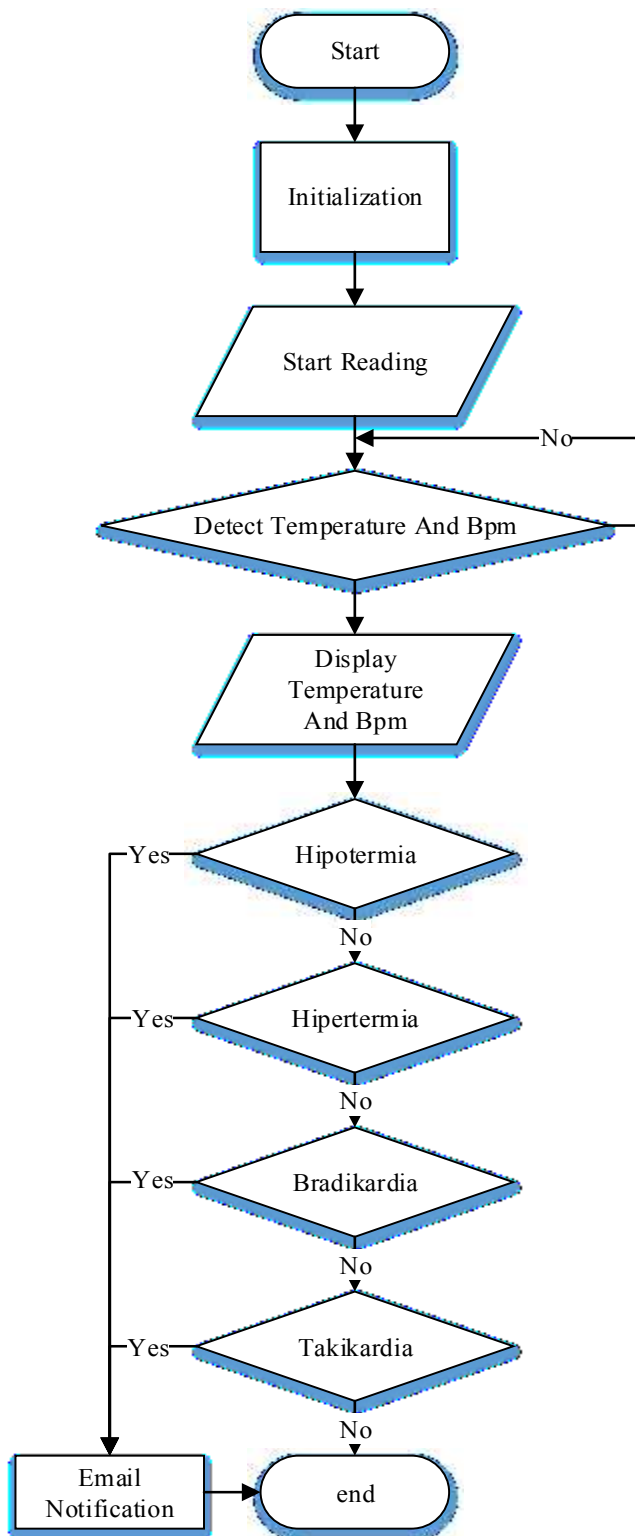 Start
Initialization
Start Reading
No
Detect Temperature And Bpm
Display
Temperature
And Bpm
Yes
Hipotermia
No
Yes
Hipertermia
No
Yes
Bradikardia
No
Yes
Takikardia
No
Email
Notification
end